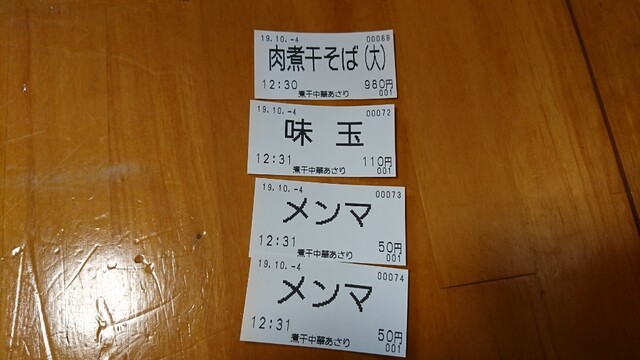 19.10.-4 00068
肉煮干そば(大)
12:30 980円
煮干中華あさり 001
19.10.-4 00072
味 玉
12:31 110円
煮干中華あさり 001
19.10.-4 00073
メンマ
12:31 50円
煮干中華あさり 001
19.10.-4 00074
メンマ
12:31 50円
煮干中華あさり 001